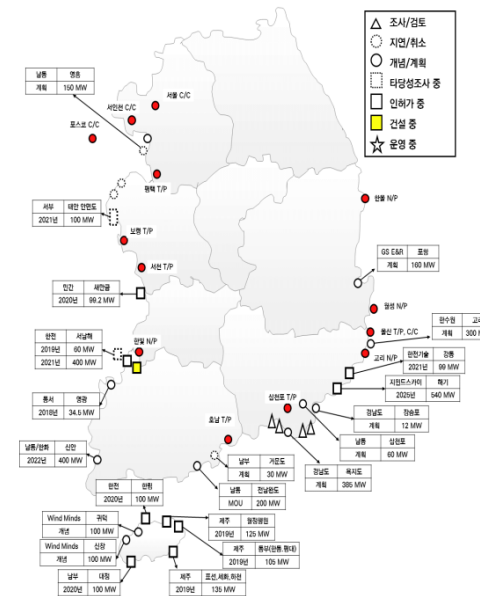 조사/검토
지연/취소
개념/계획
타당성조사 중
인허가 중
건설 중
운영 중
남동 영흥
계획 150 MW
서울 C/C
서인천 C/C
포스코 C/C
평택 T/P
한울 N/P
서부 태안 안면도
2021년 100 MW
보령 T/P
서천 T/P
GS E&R 포항
계획 160 MW
민간 새만금
2020년 99.2 MW
월성 N/P
울산 T/P, C/C
한수원 고리
계획 300 M
고리 N/P
한전 서남해
2019년 60 MW
2021년 400 MW
한빛 N/P
한전기술 강동
2021년 99 MW
지윈드스카이 해기
2025년 540 MW
동서 영광
2018년 34.5 MW
삼천포 T/P
경남도 장승포
계획 12 MW
호남 T/P
남동 삼천포
계획 60 MW
남동/한화 신안
2022년 400 MW
남부 거문도
계획 30 MW
경남도 욕지도
계획 385 MW
남동 전남완도
MOU 200 MW
한전 한림
2020년 100 MW
Wind Minds 귀덕
개념 100 MW
제주 월정행원
2019년 125 MW
Wind Minds 신창
개념 100 MW
제주 동부(한동,평대)
2019년 105 MW
남부 대정
2020년 100 MW
제주 표선,세화,하천
2019년 135 MW